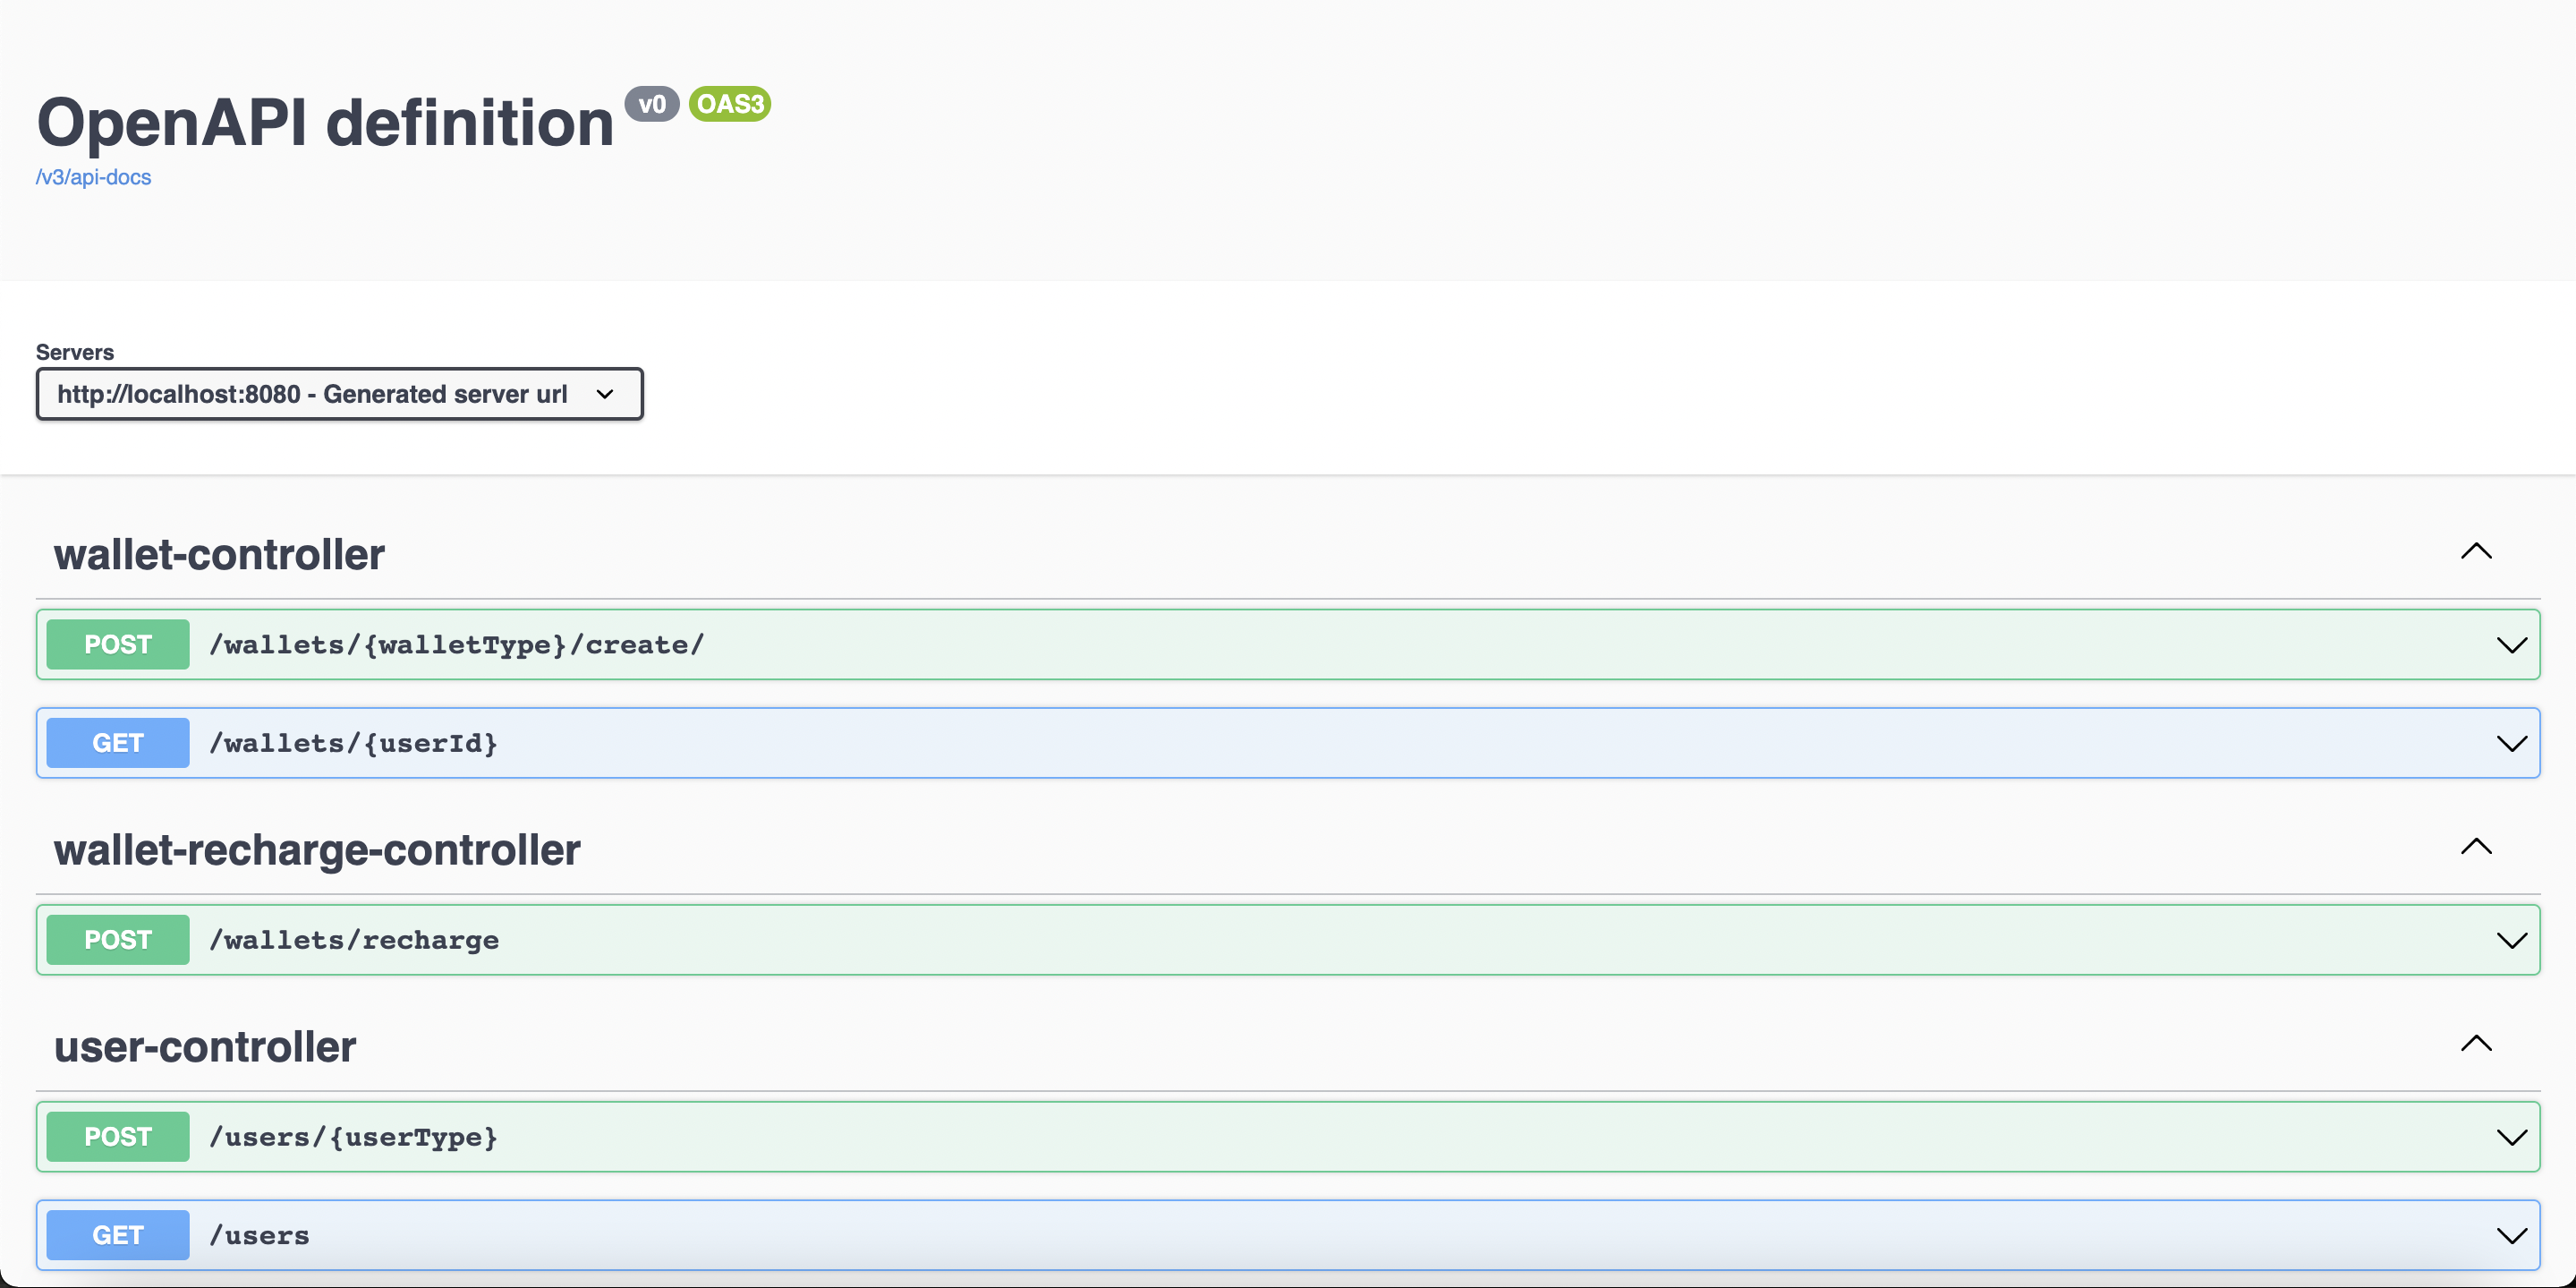 OpenAPI definition v0 OAS3
/v3/api-docs
Servers
http://localhost:8080 - Generated server url
wallet-controller
POST /wallets/{walletType}/create/
GET /wallets/{userId}
wallet-recharge-controller
POST /wallets/recharge
user-controller
POST /users/{userType}
GET /users